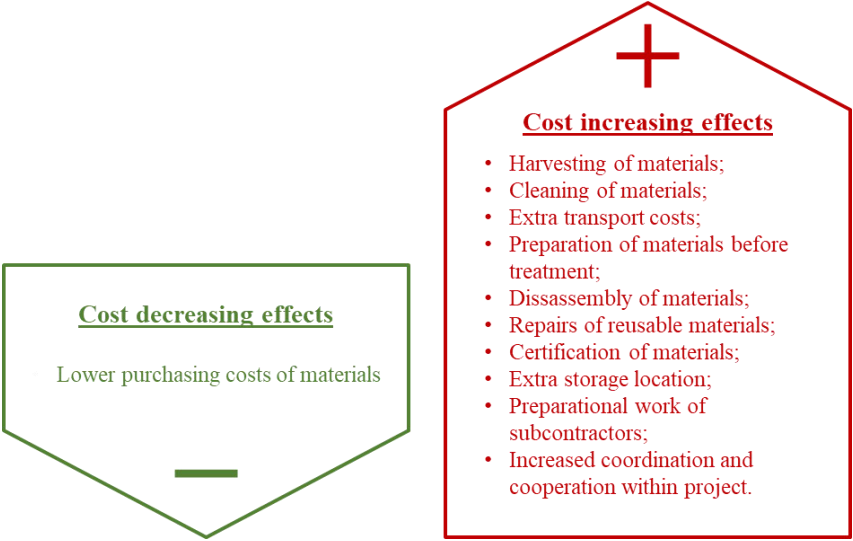 Cost decreasing effects
Lower purchasing costs of materials
Cost increasing effects
• Harvesting of materials;
• Cleaning of materials;
• Extra transport costs;
• Preparation of materials before
treatment;
• Dissassembly of materials;
• Repairs of reusable materials;
• Certification of materials;
• Extra storage location;
• Preparational work of
subcontractors;
• Increased coordination and
cooperation within project.